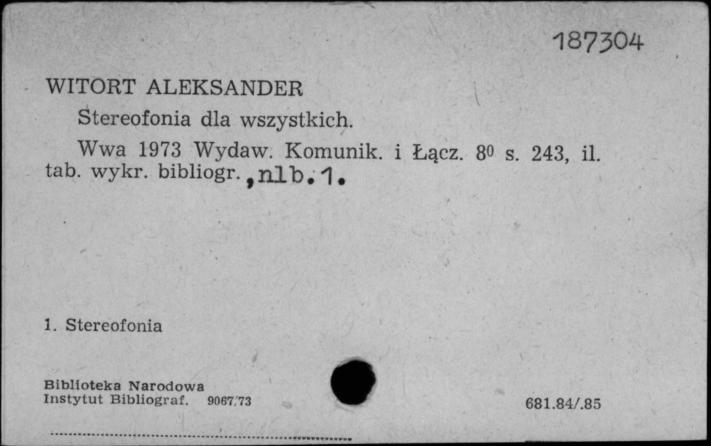 187304
WITORT ALEKSANDER
Stereofonia dla wszystkich.
Wwa 1973 Wydaw. Komunik. i Łącz. 8⁰ s. 243, il.
tab. wykr. bibliogr. ,nlb.1.
1. Stereofonia
Biblioteka Narodowa
Instytut Bibliograf. 9067/73
681.84/.85